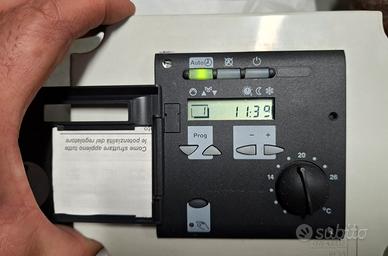 Auto
11:39
Prog
- +
20
14 26
°C
Come sfruttare appieno tutte
le potenzialità del regolatore
subito